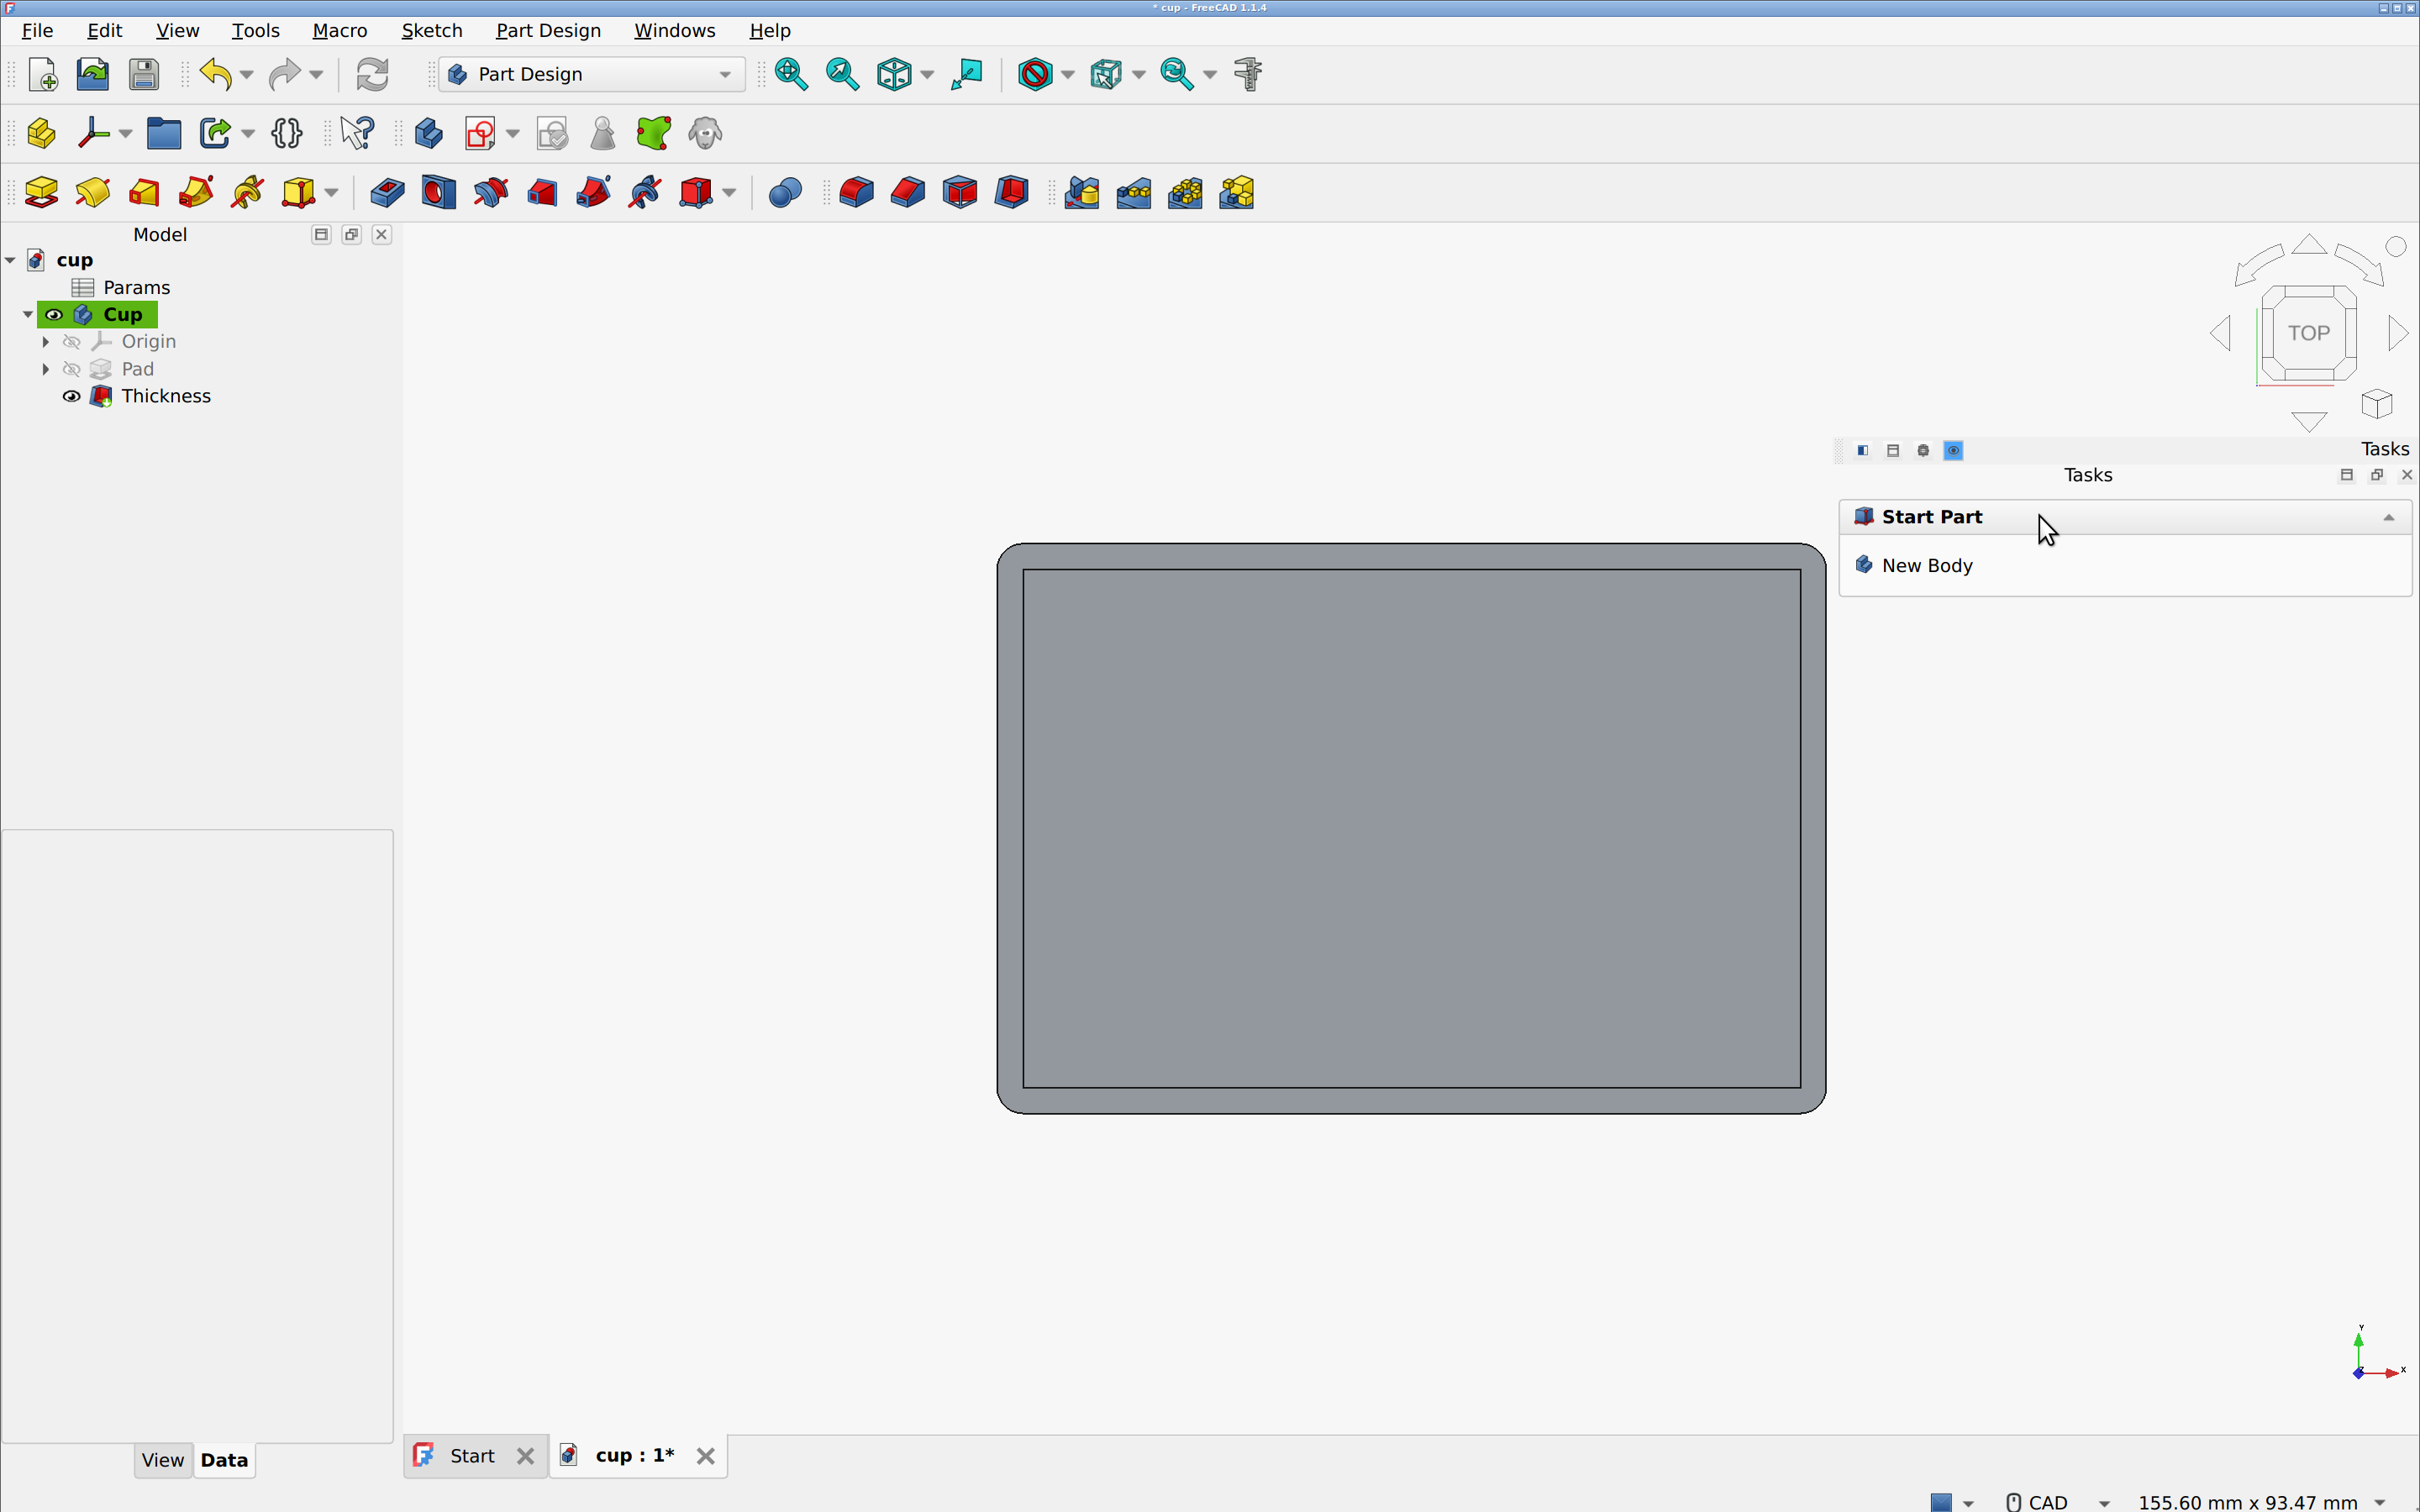 * cup - FreeCAD 1.1.4
File Edit View Tools Macro Sketch Part Design Windows Help
Part Design
Model
cup
Params
Cup
Origin
Pad
Thickness
TOP
Tasks
Tasks
Start Part
New Body
Y
X
View Data
Start
cup : 1*
CAD
155.60 mm x 93.47 mm